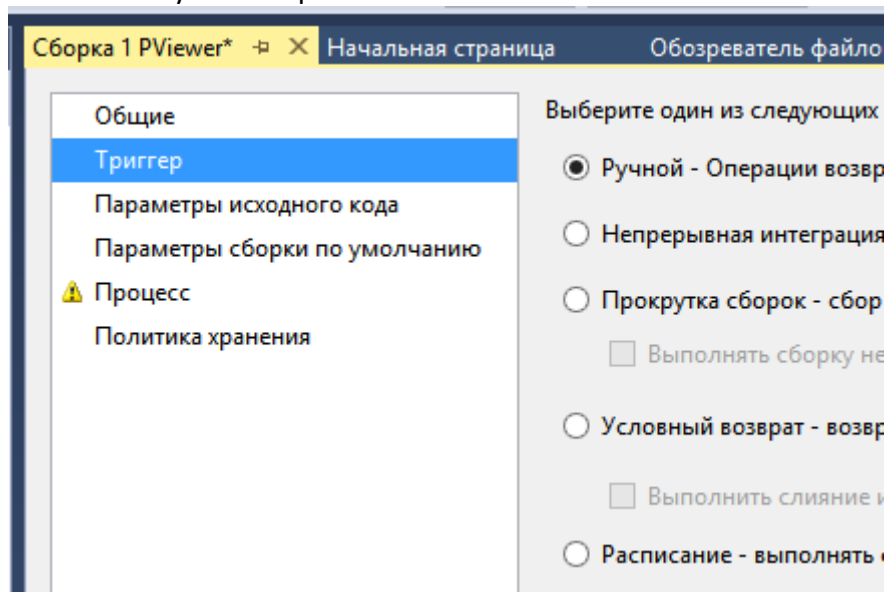 Сборка 1 PViewer* Начальная страница Обозреватель файло
Общие
Триггер
Параметры исходного кода
Параметры сборки по умолчанию
Процесс
Политика хранения
Выберите один из следующих
Ручной - Операции возвр
Непрерывная интеграция
Прокрутка сборок - сбор
Выполнять сборку не
Условный возврат - возвр
Выполнить слияние и
Расписание - выполнять